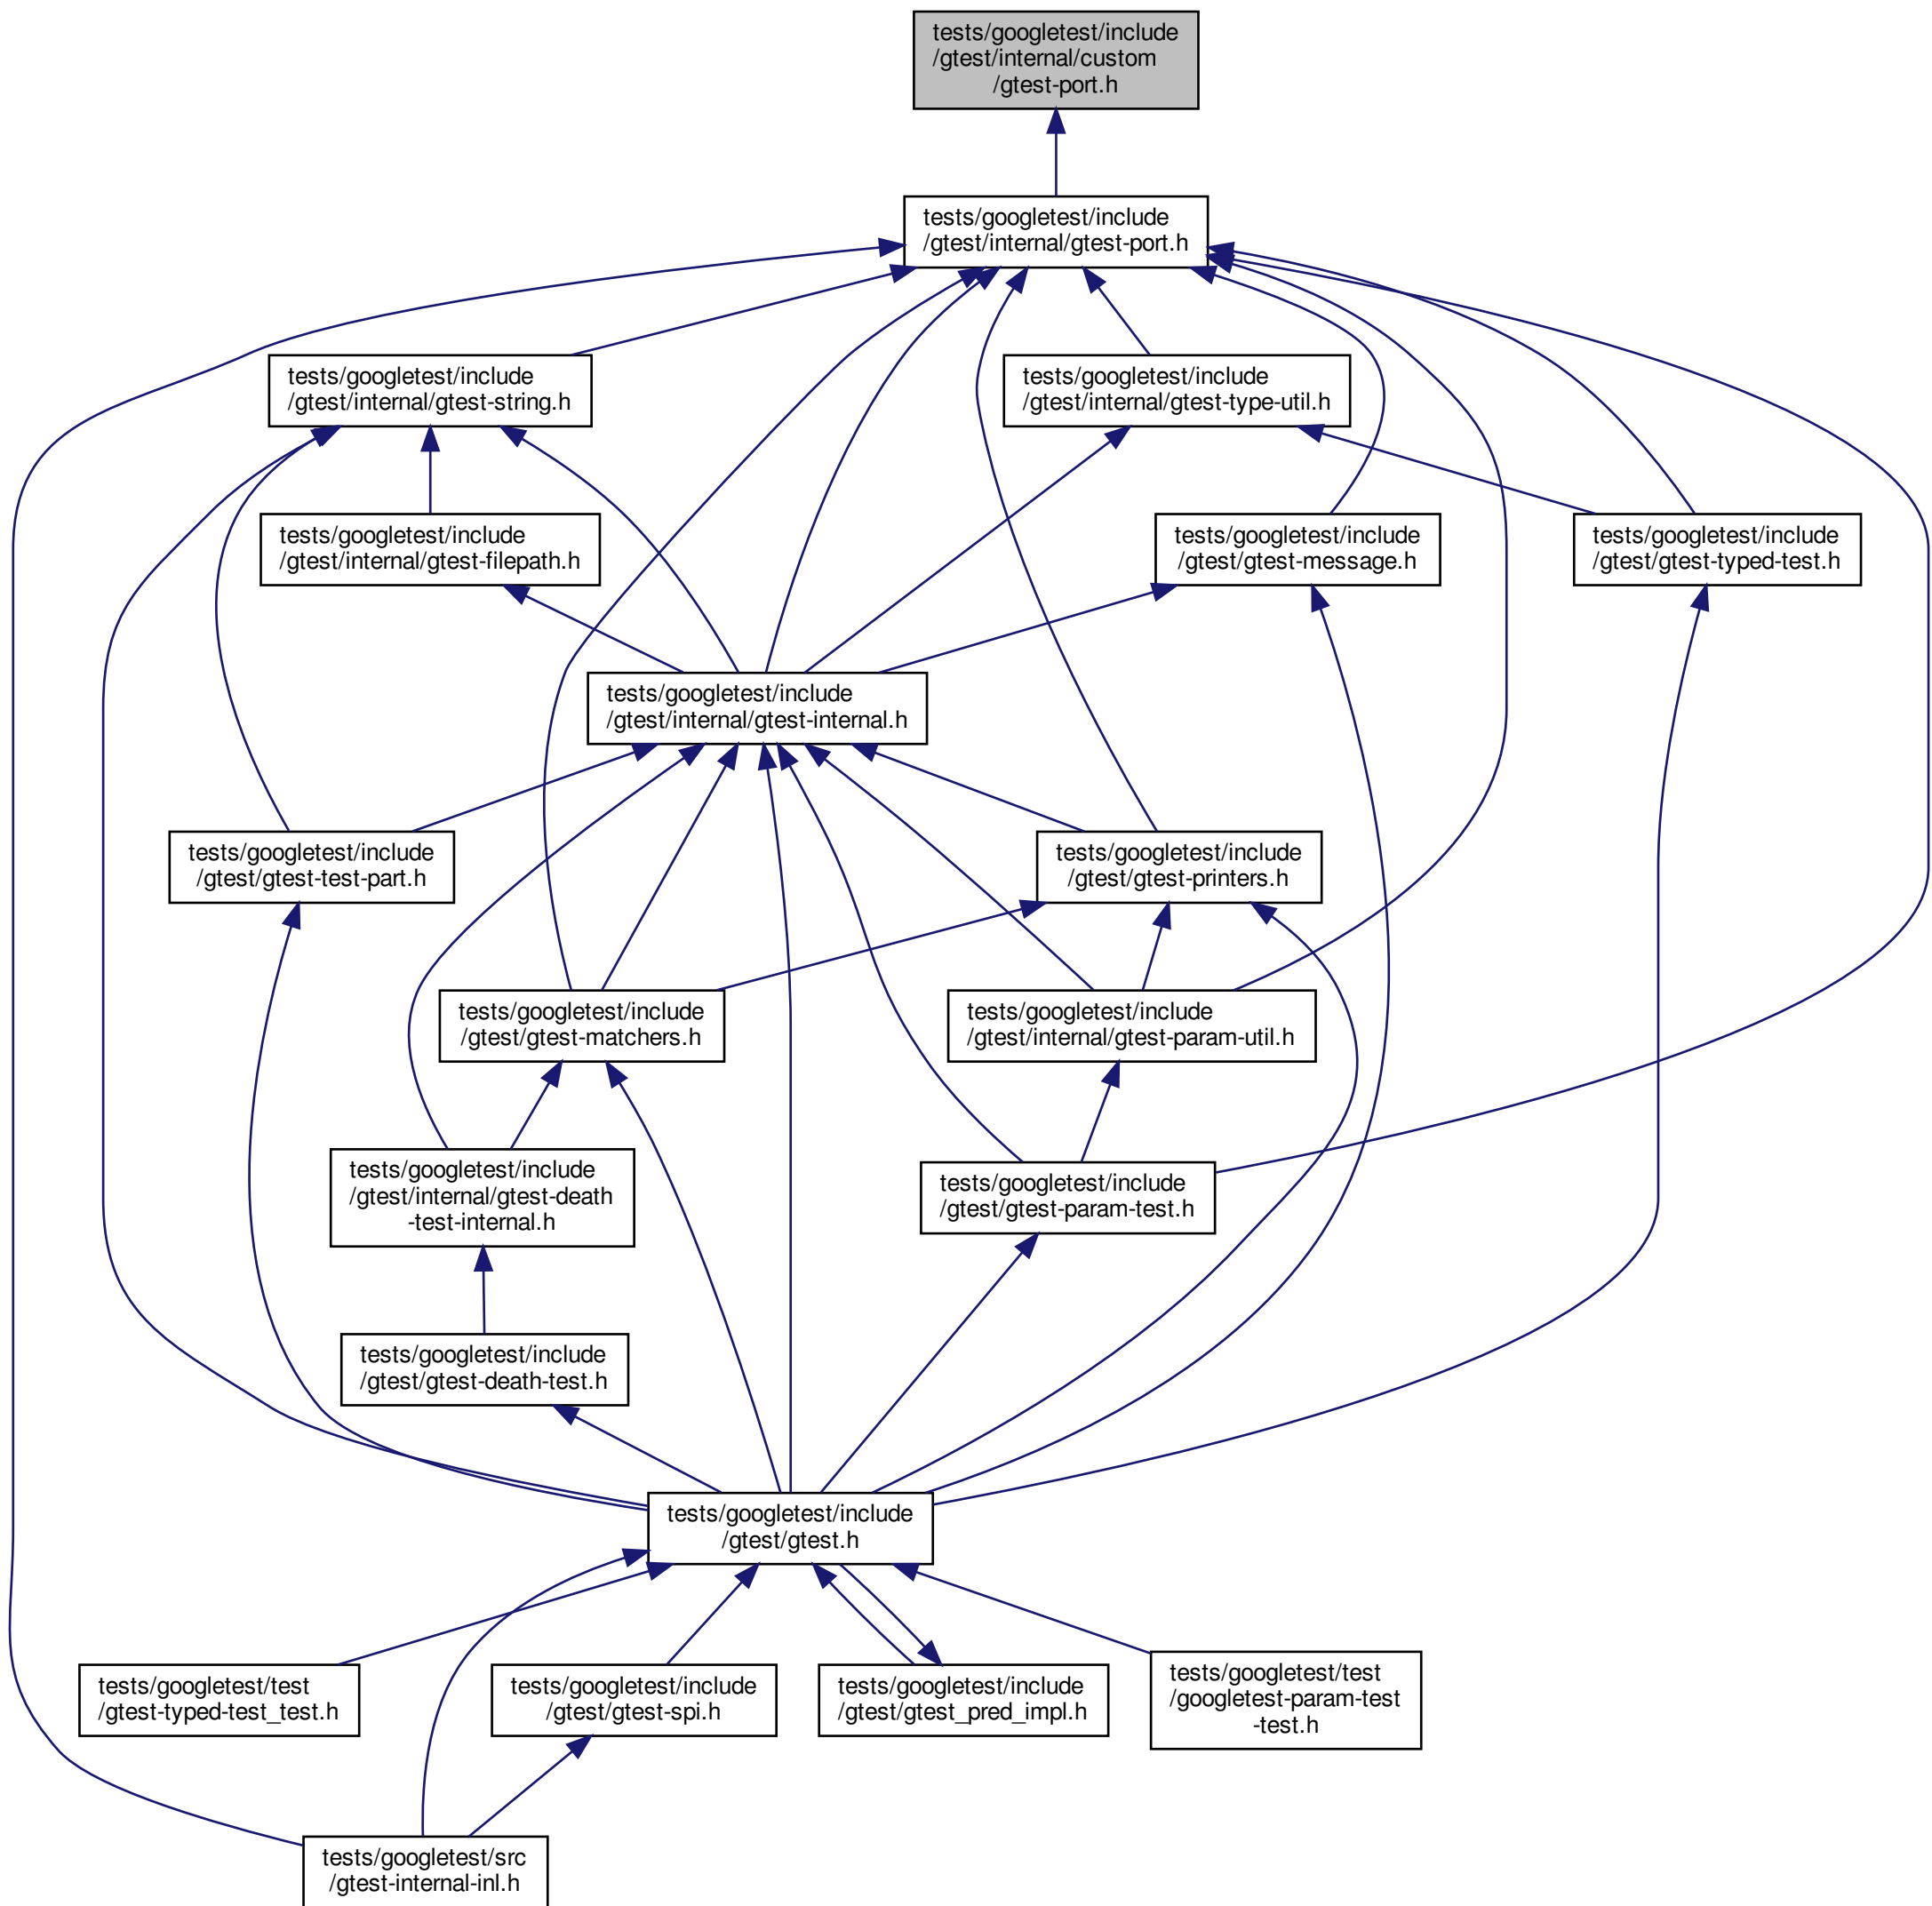 tests/googletest/include
/gtest/internal/custom
/gtest-port.h
tests/googletest/include
/gtest/internal/gtest-port.h
tests/googletest/include
/gtest/internal/gtest-string.h
tests/googletest/include
/gtest/internal/gtest-type-util.h
tests/googletest/include
/gtest/internal/gtest-filepath.h
tests/googletest/include
/gtest/gtest-message.h
tests/googletest/include
/gtest/gtest-typed-test.h
tests/googletest/include
/gtest/internal/gtest-internal.h
tests/googletest/include
/gtest/gtest-test-part.h
tests/googletest/include
/gtest/gtest-printers.h
tests/googletest/include
/gtest/gtest-matchers.h
tests/googletest/include
/gtest/internal/gtest-param-util.h
tests/googletest/include
/gtest/internal/gtest-death
-test-internal.h
tests/googletest/include
/gtest/gtest-param-test.h
tests/googletest/include
/gtest/gtest-death-test.h
tests/googletest/include
/gtest/gtest.h
tests/googletest/test
/gtest-typed-test_test.h
tests/googletest/include
/gtest/gtest-spi.h
tests/googletest/include
/gtest/gtest_pred_impl.h
tests/googletest/test
/googletest-param-test
-test.h
tests/googletest/src
/gtest-internal-inl.h